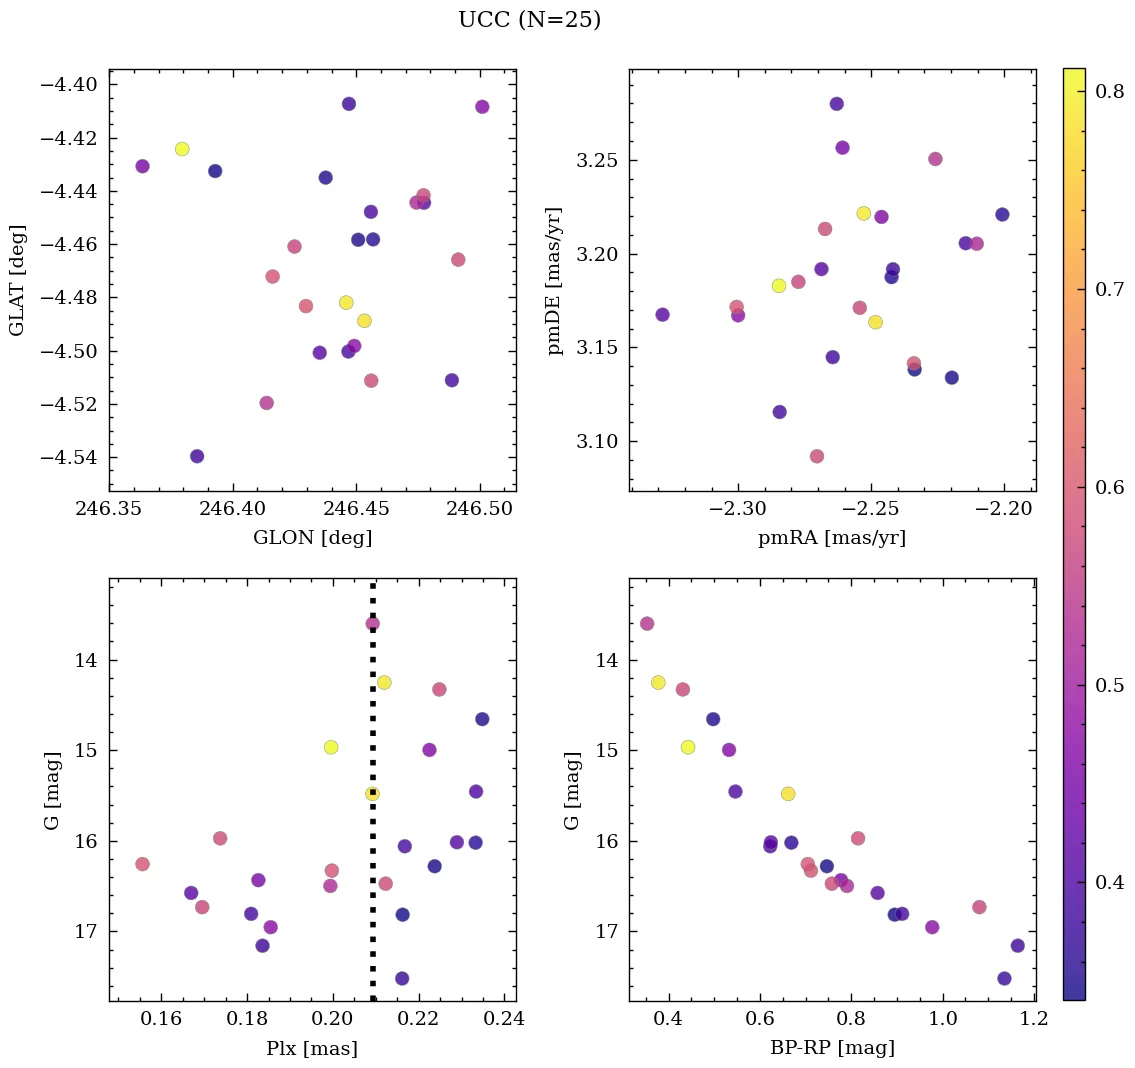 UCC (N=25)
−4.40
−4.42
−4.44
−4.46
−4.48
−4.50
−4.52
−4.54
GLAT [deg]
246.35 246.40 246.45 246.50
GLON [deg]
3.25
3.20
3.15
3.10
pmDE [mas/yr]
−2.30 −2.25 −2.20
pmRA [mas/yr]
14
15
16
17
G [mag]
0.16 0.18 0.20 0.22 0.24
Plx [mas]
14
15
16
17
G [mag]
0.4 0.6 0.8 1.0 1.2
BP-RP [mag]
0.8
0.7
0.6
0.5
0.4